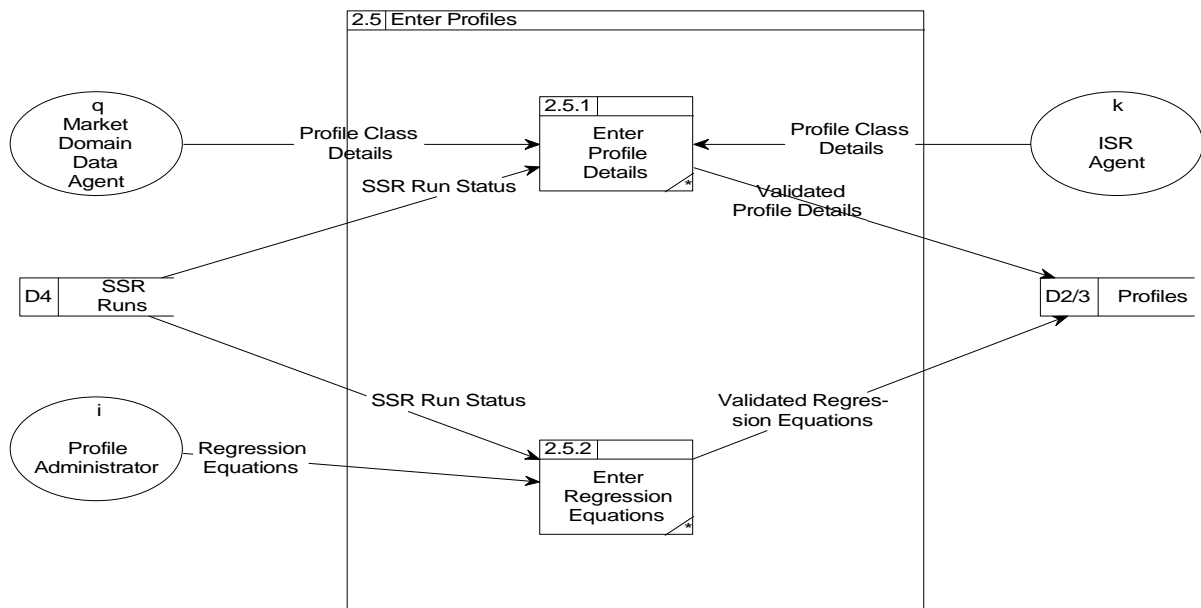 2.5 Enter Profiles
q
Market
Domain
Data
Agent
Profile Class
Details
2.5.1
Enter
Profile
Details
*
Profile Class
Details
k
ISR
Agent
SSR Run Status
Validated
Profile Details
D4
SSR
Runs
D2/3
Profiles
SSR Run Status
Validated Regres-
sion Equations
i
Profile
Administrator
Regression
Equations
2.5.2
Enter
Regression
Equations
*